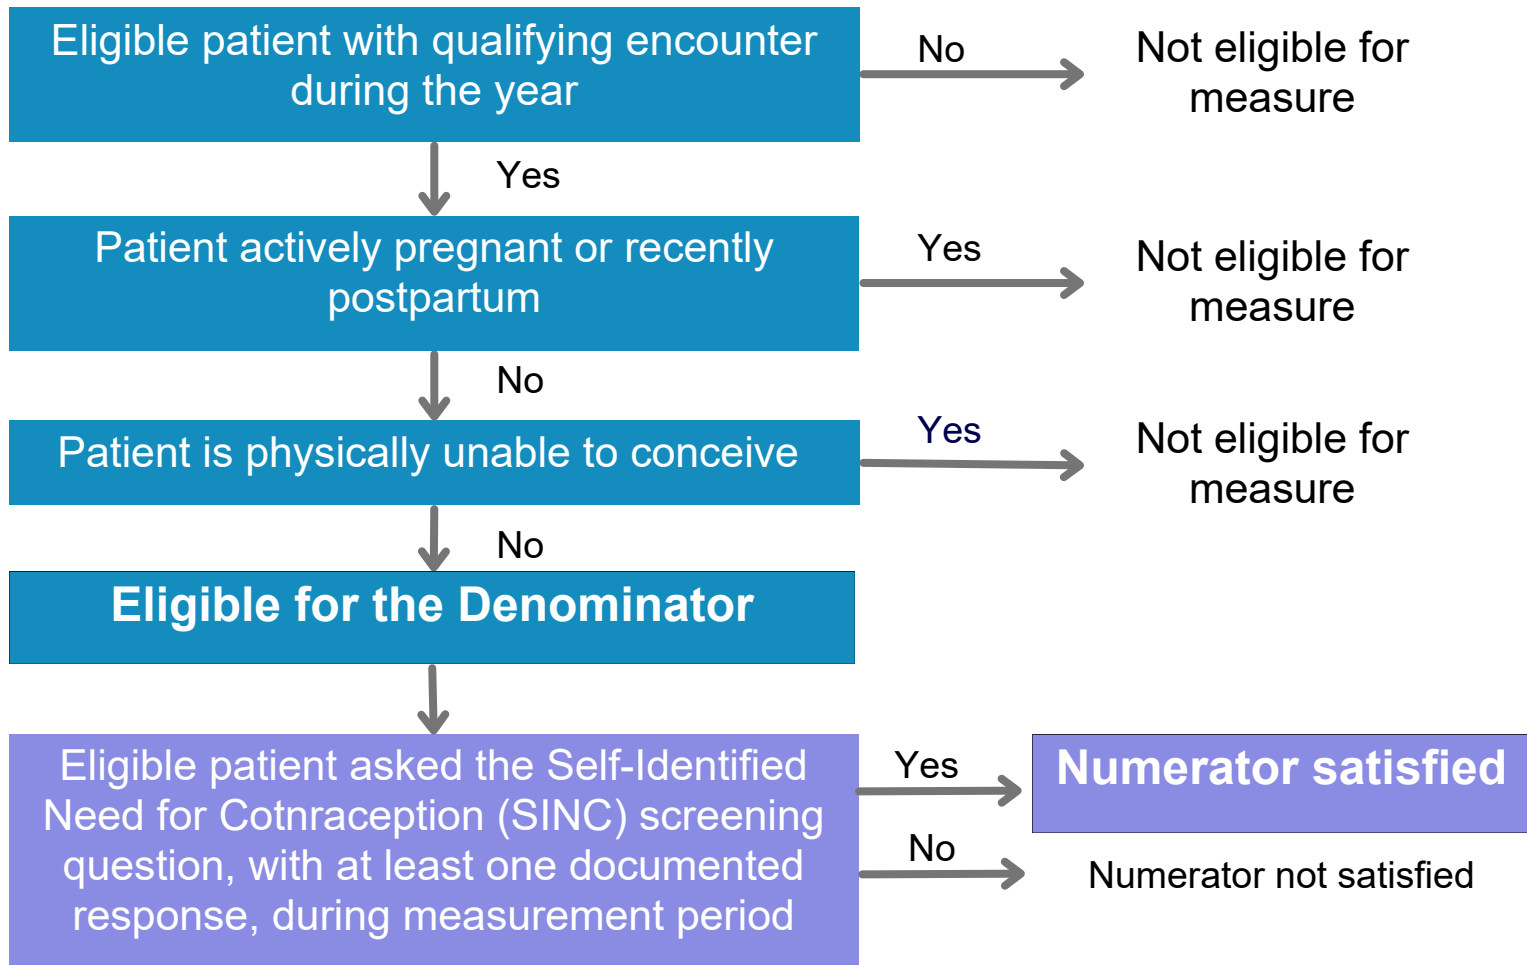 Eligible patient with qualifying encounter
during the year
No
Not eligible for
measure
Yes
Patient actively pregnant or recently
postpartum
Yes
Not eligible for
measure
No
Patient is physically unable to conceive
Yes
Not eligible for
measure
No
Eligible for the Denominator
Eligible patient asked the Self-Identified
Need for Cotnraception (SINC) screening
question, with at least one documented
response, during measurement period
Yes
Numerator satisfied
No
Numerator not satisfied